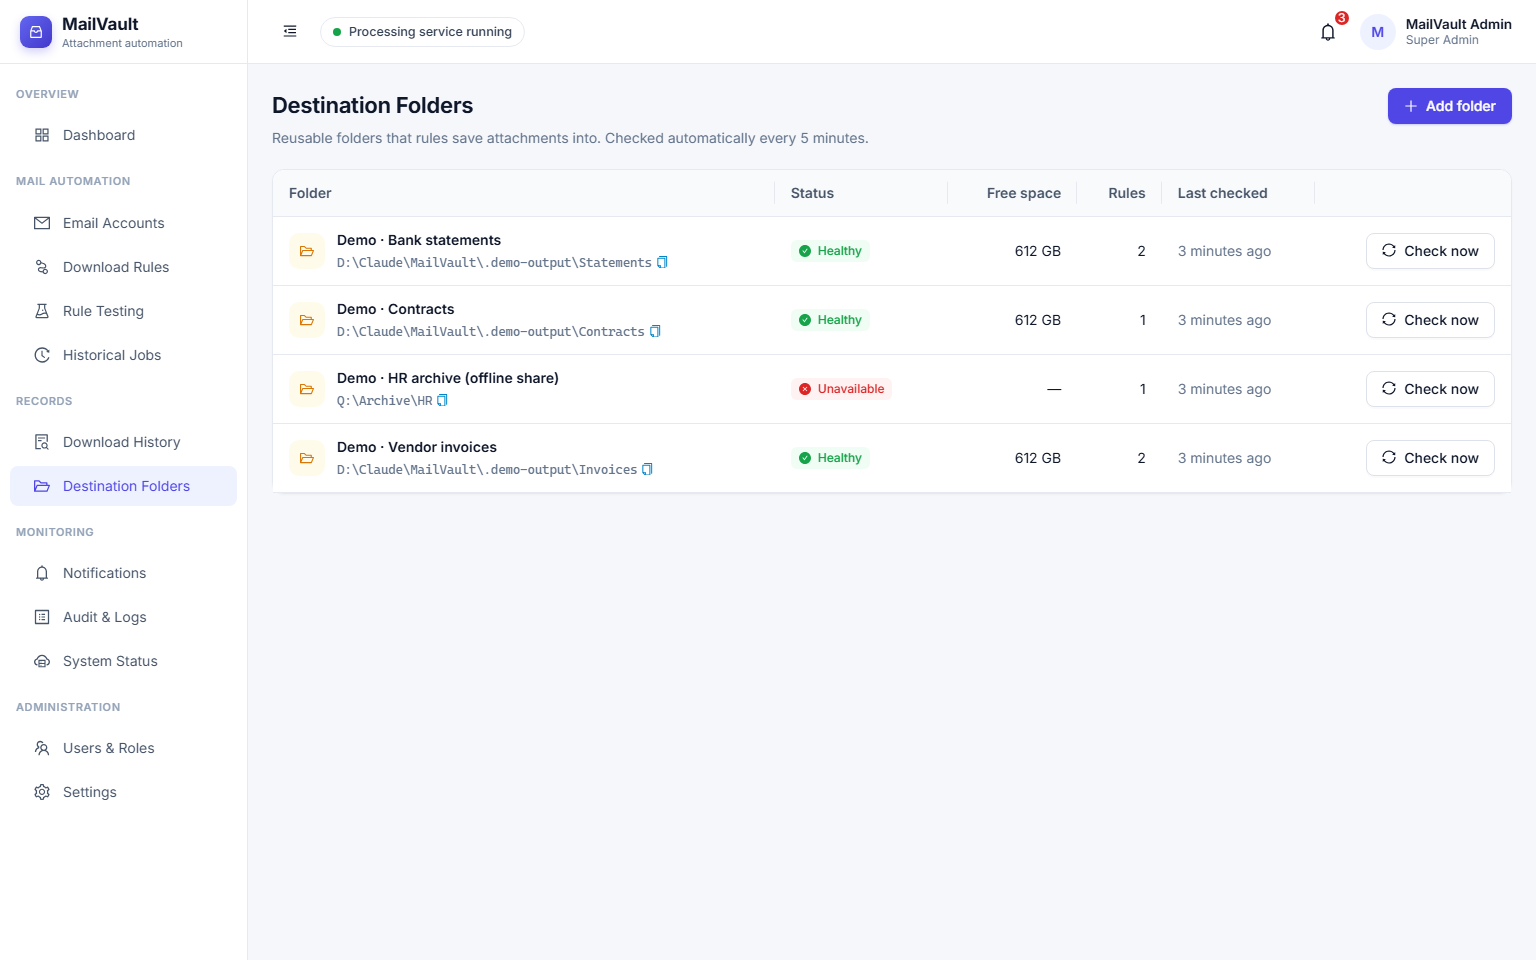 MailVault
Attachment automation
Processing service running
3
M
MailVault Admin
Super Admin
OVERVIEW
Dashboard
MAIL AUTOMATION
Email Accounts
Download Rules
Rule Testing
Historical Jobs
RECORDS
Download History
Destination Folders
MONITORING
Notifications
Audit & Logs
System Status
ADMINISTRATION
Users & Roles
Settings
Destination Folders
Reusable folders that rules save attachments into. Checked automatically every 5 minutes.
Add folder
Folder Status Free space Rules Last checked
Demo · Bank statements
D:\Claude\MailVault\.demo-output\Statements
Healthy 612 GB 2 3 minutes ago Check now
Demo · Contracts
D:\Claude\MailVault\.demo-output\Contracts
Healthy 612 GB 1 3 minutes ago Check now
Demo · HR archive (offline share)
Q:\Archive\HR
Unavailable — 1 3 minutes ago Check now
Demo · Vendor invoices
D:\Claude\MailVault\.demo-output\Invoices
Healthy 612 GB 2 3 minutes ago Check now